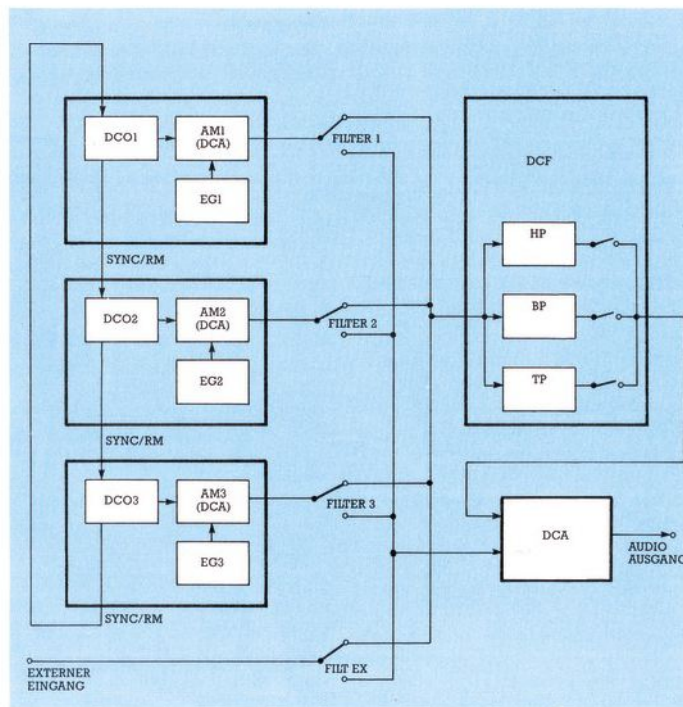 DCO1
AM1
(DCA)
EG1
FILTER 1
SYNC/RM
DCO2
AM2
(DCA)
EG2
FILTER 2
SYNC/RM
DCO3
AM3
(DCA)
EG3
FILTER 3
SYNC/RM
EXTERNER
EINGANG
FILT EX
DCF
HP
BP
TP
DCA
AUDIO
AUSGANG